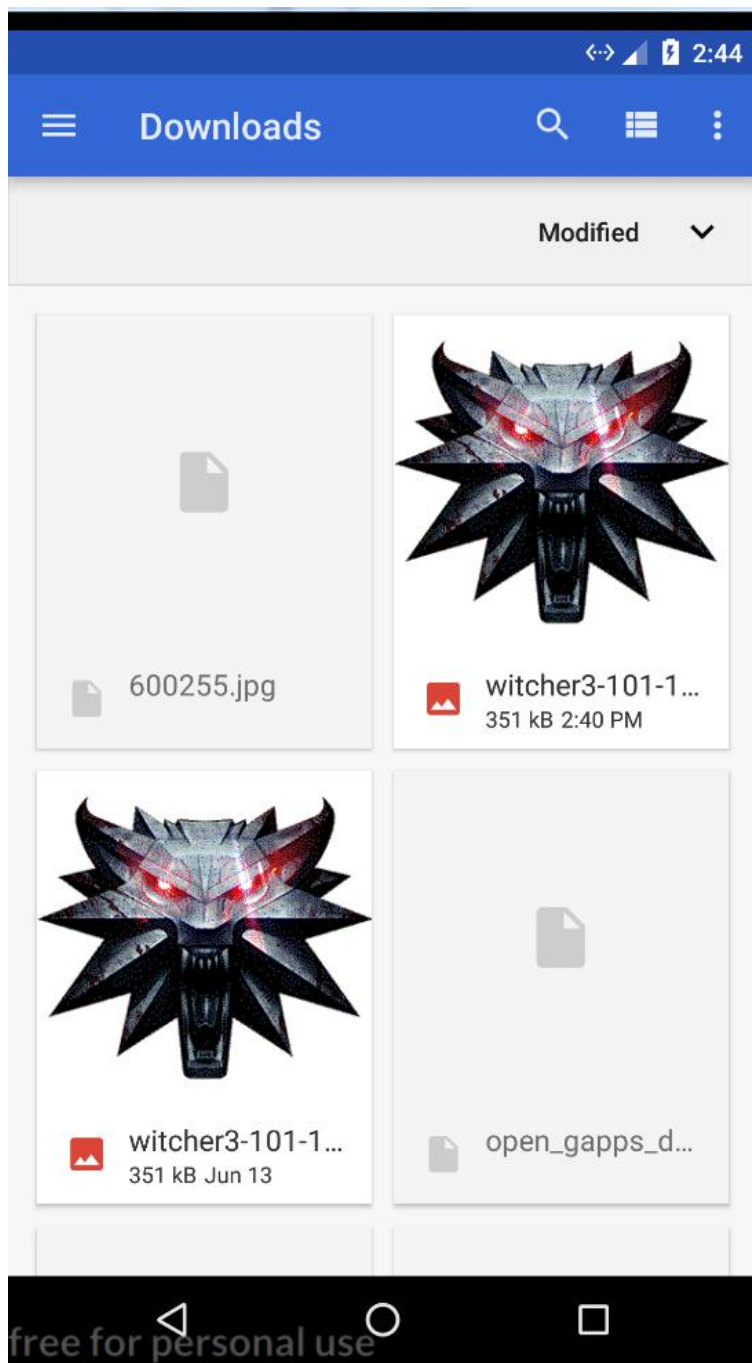 2:44
Downloads
Modified
600255.jpg
witcher3-101-1...
351 kB 2:40 PM
witcher3-101-1...
351 kB Jun 13
open_gapps_d...
free for personal use